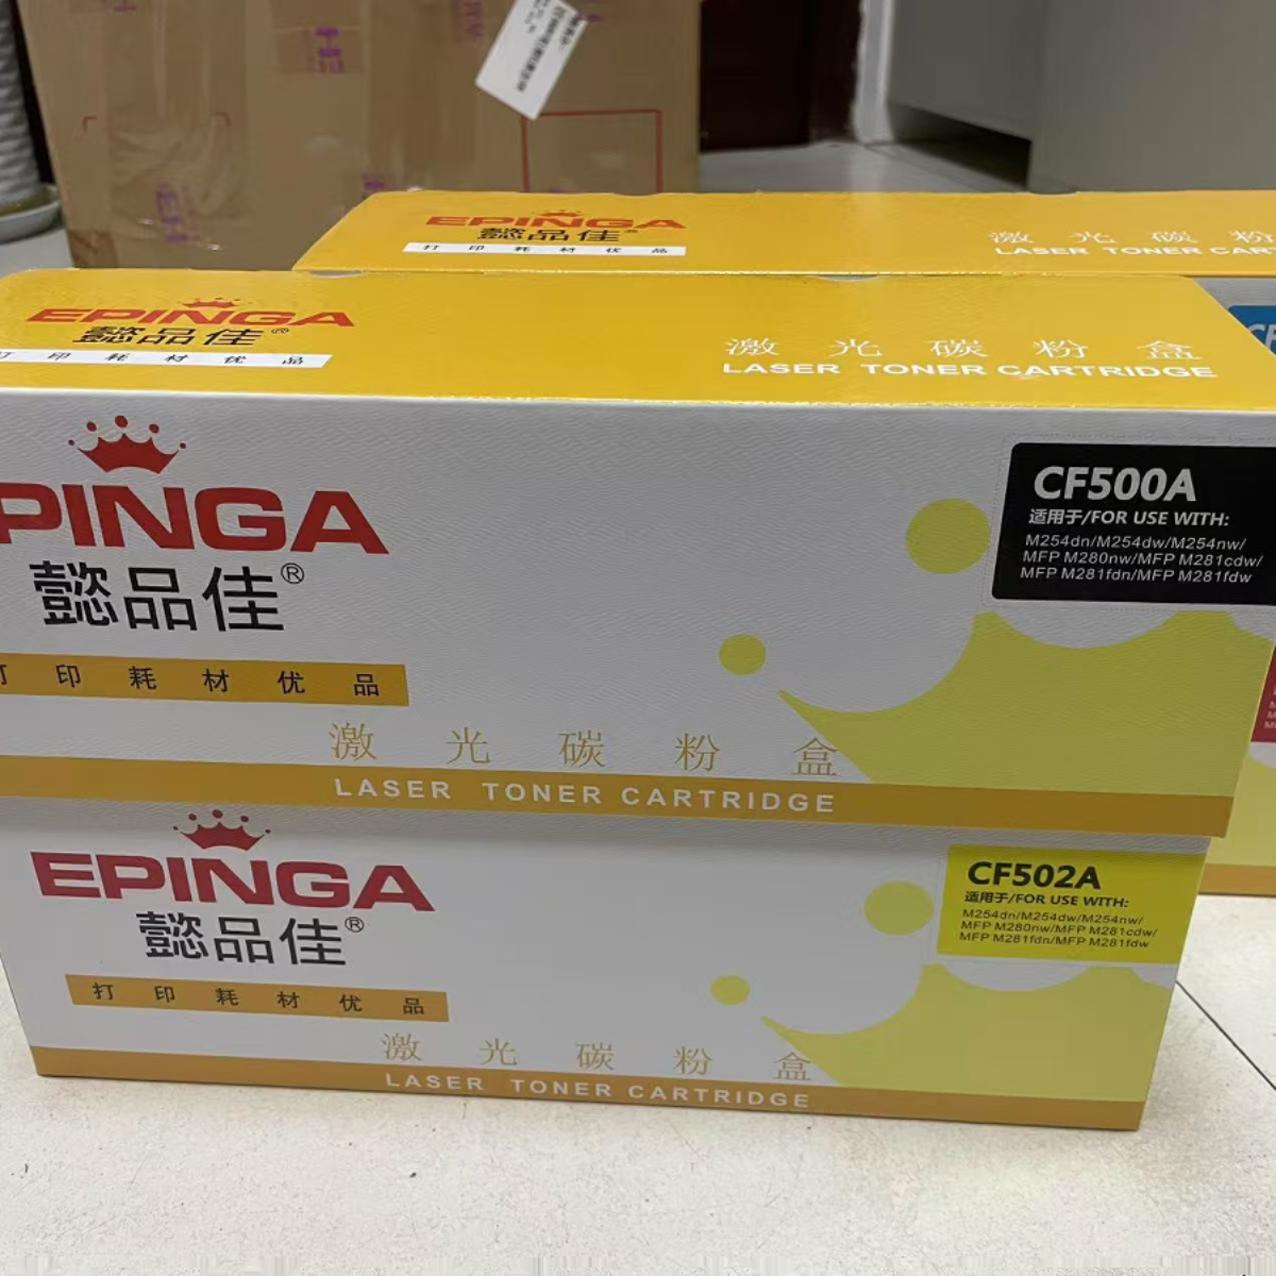 EPINGA
懿品佳®
打印耗材优品
激光碳粉
LASER TONER CAR
EPINGA
懿品佳®
打印耗材优品
激光碳粉盒
LASER TONER CARTRIDGE
PINGA
懿品佳®
打印耗材优品
激光碳粉盒
LASER TONER CARTRIDGE
CF500A
适用于/FOR USE WITH:
M254dn/M254dw/M254nw/
MFP M280nw/MFP M281cdw/
MFP M281fdn/MFP M281fdw
EPINGA
懿品佳®
打印耗材优品
激光碳粉盒
LASER TONER CARTRIDGE
CF502A
适用于/FOR USE WITH:
M254dn/M254dw/M254nw/
MFP M280nw/MFP M281cdw/
MFP M281fdn/MFP M281fdw